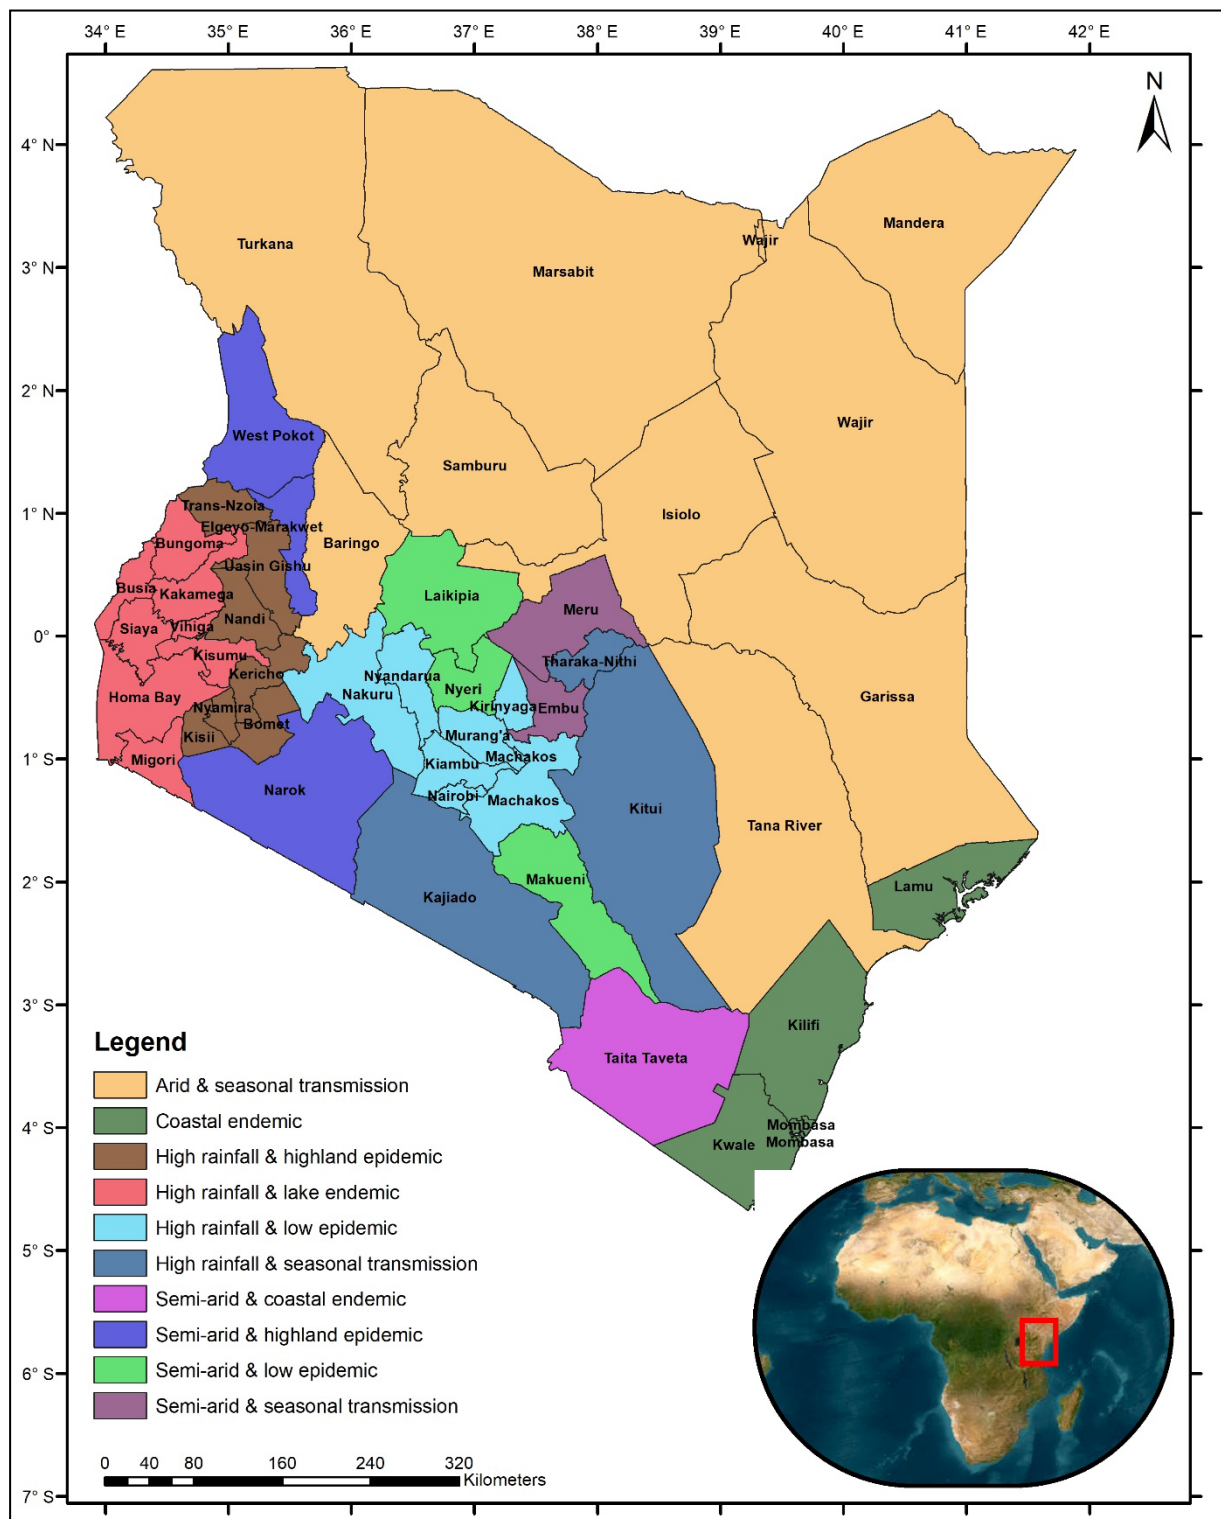 34° E 35° E 36° E 37° E 38° E 39° E 40° E 41° E 42° E
N
4° N
3° N
2° N
1° N
0°
1° S
2° S
3° S
4° S
5° S
6° S
7° S
Mandera
Wajir
Turkana
Marsabit
Wajir
West Pokot
Samburu
Trans-Nzoia
Isiolo
Elgeyo-Marakwet
Bungoma
Baringo
Uasin Gishu
Busia
Kakamega
Laikipia
Meru
Nandi
Siaya
Vihiga
Kisumu
Tharaka-Nithi
Kericho
Nyandarua
Homa Bay
Nakuru
Nyeri
Garissa
Nyamira
Kirinyaga
Embu
Bomet
Kisii
Murang'a
Migori
Kiambu
Machakos
Narok
Nairobi
Machakos
Kitui
Tana River
Makueni
Lamu
Kajiado
Kilifi
Taita Taveta
Mombasa
Mombasa
Kwale
Legend
Arid & seasonal transmission
Coastal endemic
High rainfall & highland epidemic
High rainfall & lake endemic
High rainfall & low epidemic
High rainfall & seasonal transmission
Semi-arid & coastal endemic
Semi-arid & highland epidemic
Semi-arid & low epidemic
Semi-arid & seasonal transmission
0 40 80 160 240 320
Kilometers